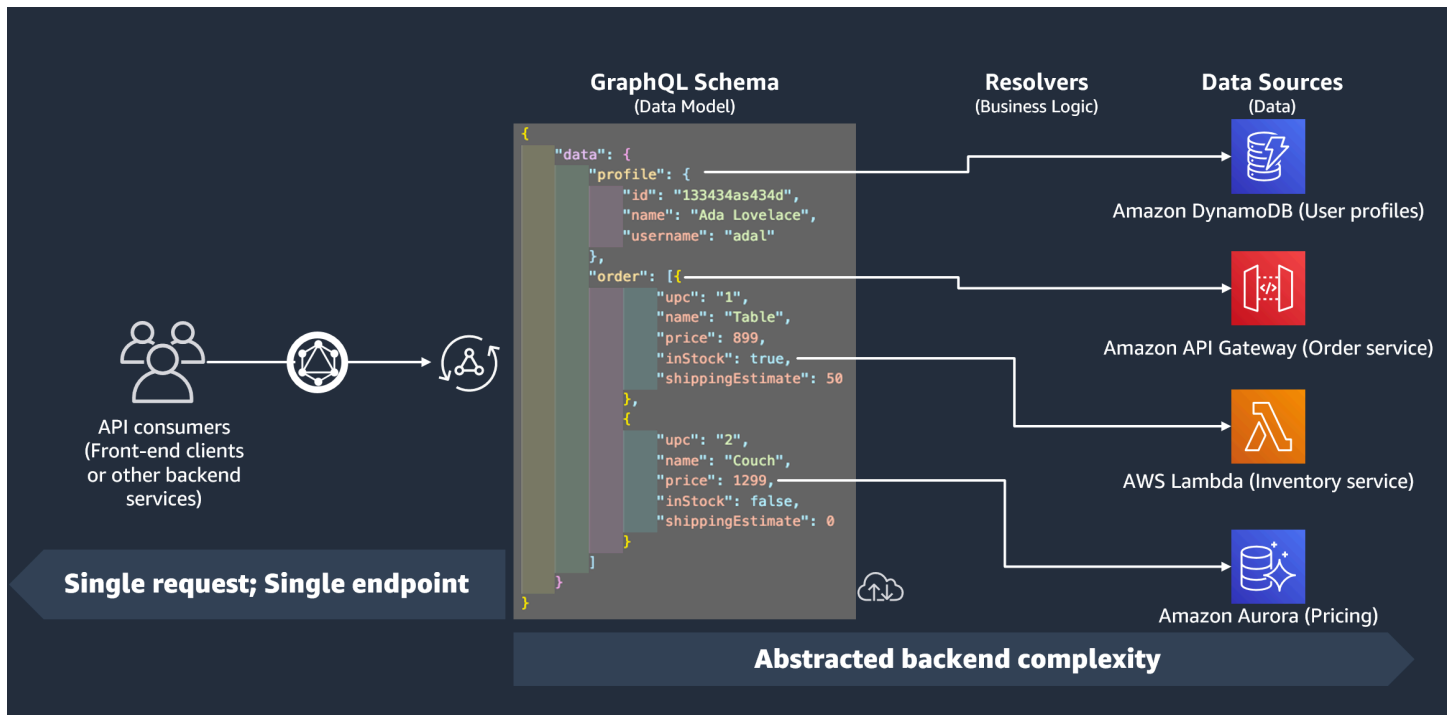 GraphQL Schema
(Data Model)
Resolvers
(Business Logic)
Data Sources
(Data)
{
"data": {
"profile": {
"id": "133434as434d",
"name": "Ada Lovelace",
"username": "adal"
},
"order": [{
"upc": "1",
"name": "Table",
"price": 899,
"inStock": true,
"shippingEstimate": 50
},
{
"upc": "2",
"name": "Couch",
"price": 1299,
"inStock": false,
"shippingEstimate": 0
}
]
}
}
Amazon DynamoDB (User profiles)
</>
Amazon API Gateway (Order service)
AWS Lambda (Inventory service)
Amazon Aurora (Pricing)
API consumers
(Front-end clients
or other backend
services)
Single request; Single endpoint
Abstracted backend complexity